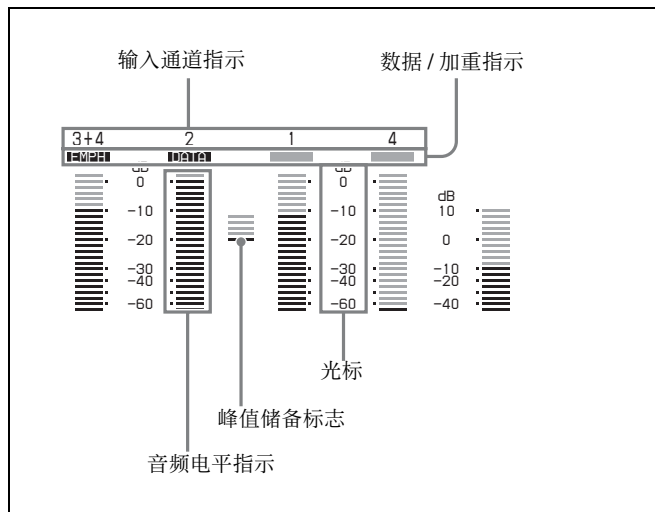 输入通道指示
数据 / 加重指示
3+4 2 1 4
EMPH DATA
dB dB
0 0
dB
-10 -10 10
-20 -20 0
-30 -30 -10
-40 -40 -20
-60 -60 -40
光标
峰值储备标志
音频电平指示